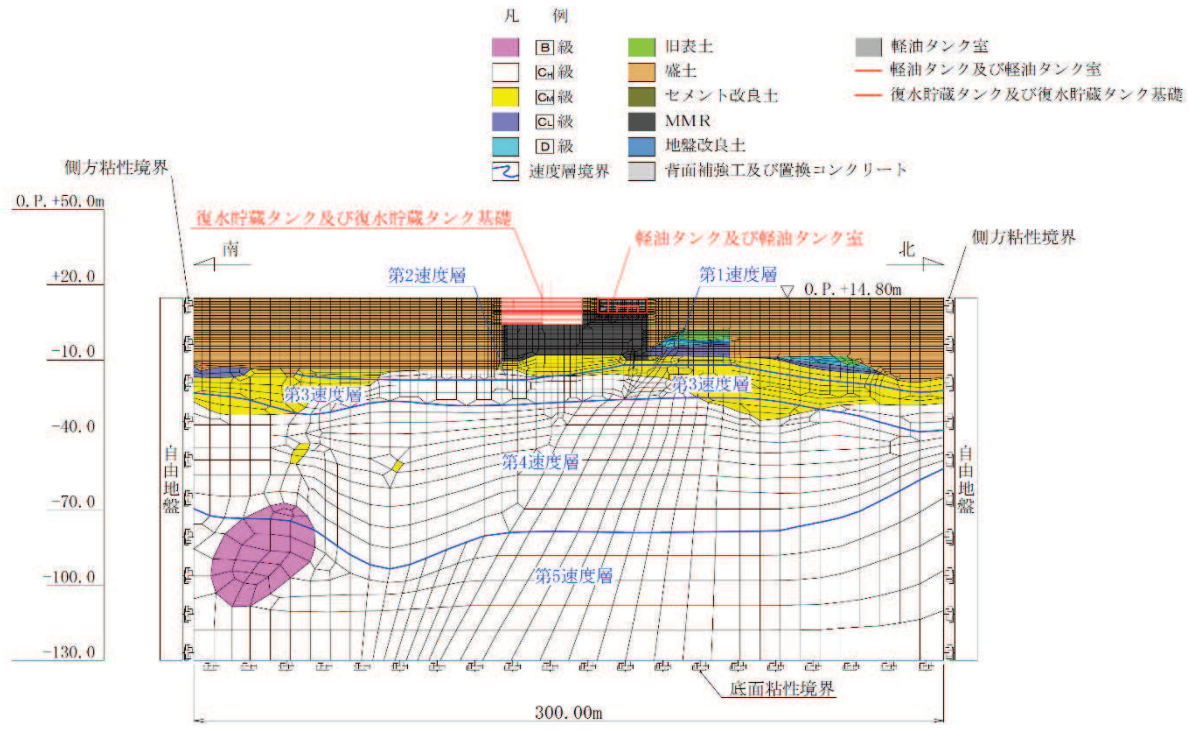 凡 例
B 級
CH 級
CM 級
CL 級
D 級
速度層境界
旧表土
盛土
セメント改良土
MMR
地盤改良土
背面補強工及び置換コンクリート
軽油タンク室
軽油タンク及び軽油タンク室
復水貯蔵タンク及び復水貯蔵タンク基礎
側方粘性境界
O.P.+50.0m
復水貯蔵タンク及び復水貯蔵タンク基礎
軽油タンク及び軽油タンク室
側方粘性境界
南
北
+20.0
第2速度層
第1速度層
O.P.+14.80m
-10.0
第3速度層
第3速度層
-40.0
自由地盤
第4速度層
自由地盤
-70.0
第5速度層
-100.0
-130.0
底面粘性境界
300.00m